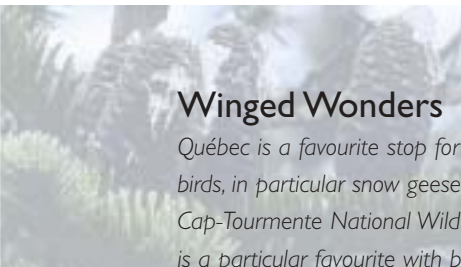 Winged Wonders
Québec is a favourite stop for
birds, in particular snow geese
Cap-Tourmente National Wild
is a particular favourite with b